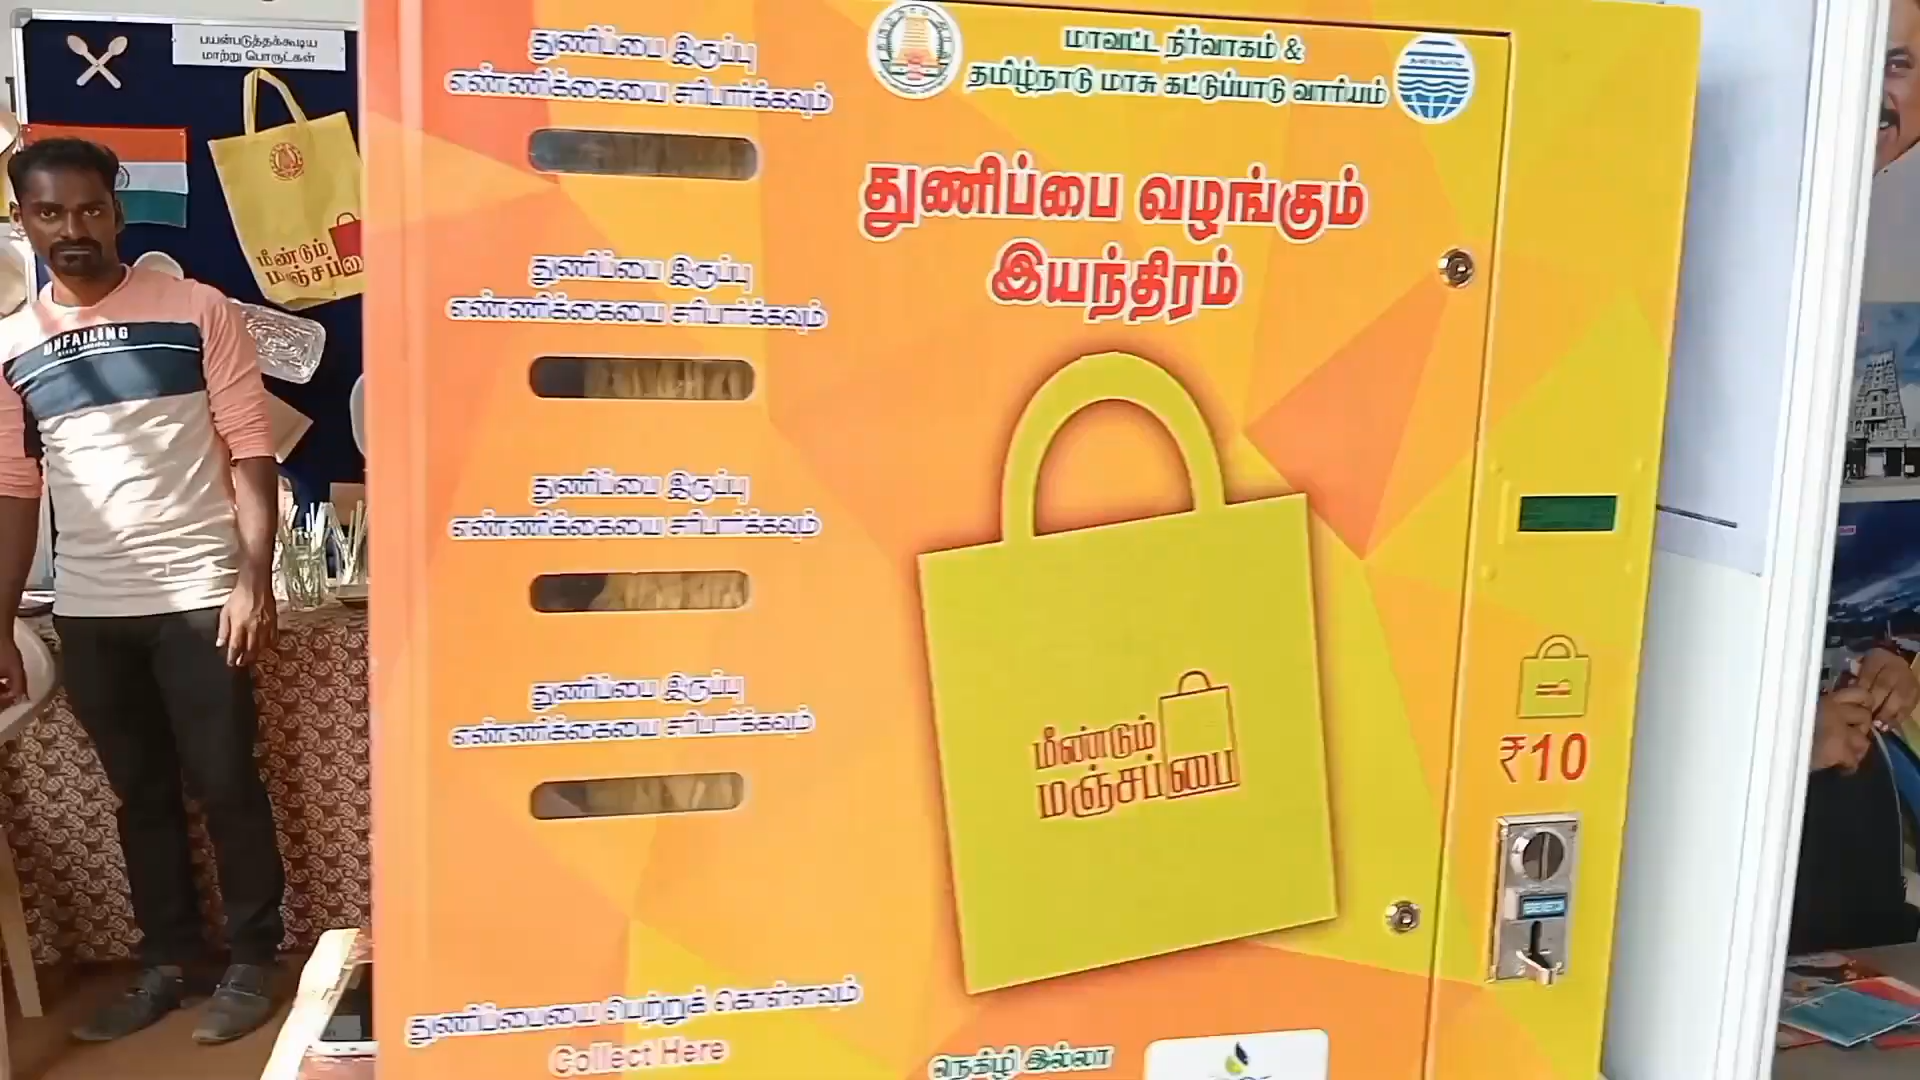 பயன்படுத்தக்கூடிய
மாற்று பொருட்கள்
மீண்டும்
மஞ்சப்பை
UNFAILING
துணிப்பை இருப்பு
எண்ணிக்கையை சரிபார்க்கவும்
துணிப்பை இருப்பு
எண்ணிக்கையை சரிபார்க்கவும்
துணிப்பை இருப்பு
எண்ணிக்கையை சரிபார்க்கவும்
துணிப்பை இருப்பு
எண்ணிக்கையை சரிபார்க்கவும்
துணிப்பையை பெற்றுக் கொள்ளவும்
Collect Here
மாவட்ட நிர்வாகம் &
தமிழ்நாடு மாசு கட்டுப்பாடு வாரியம்
துணிப்பை வழங்கும்
இயந்திரம்
மீண்டும்
மஞ்சப்பை
நெகிழி இல்லா
₹10